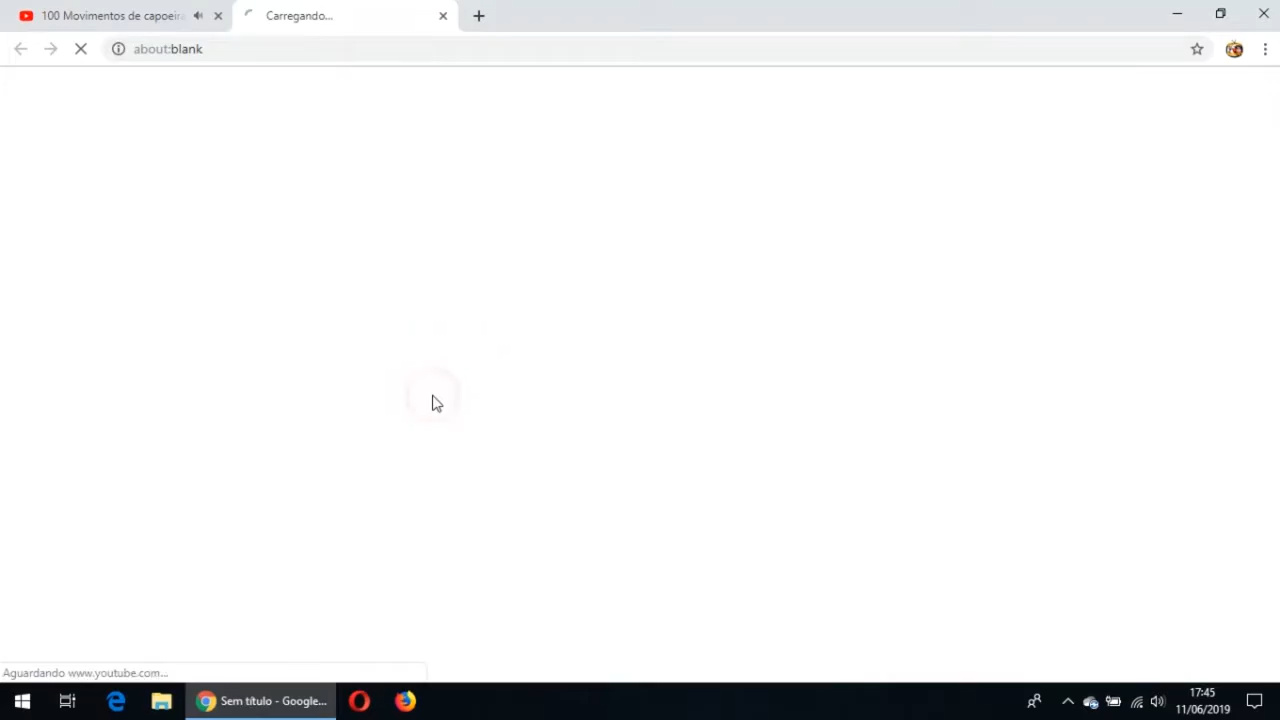 100 Movimentos de capoeira
Carregando...
about:blank
Aguardando www.youtube.com...
Sem título - Google...
17:45
11/06/2019